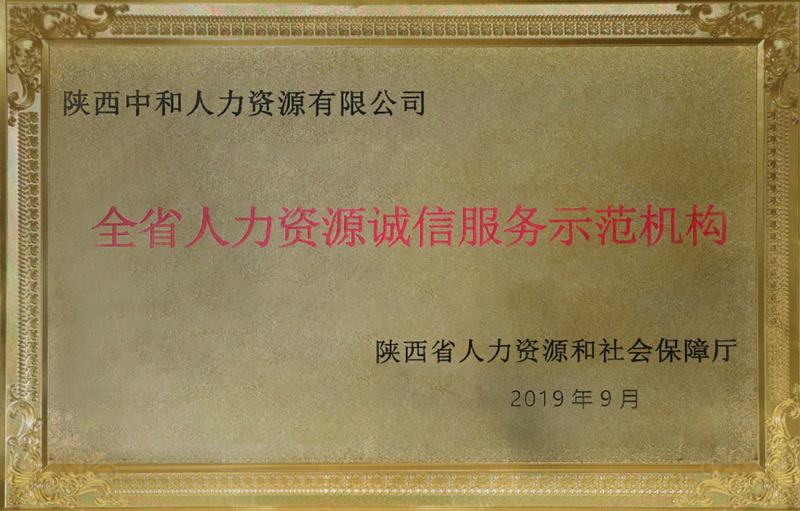 陕西中和人力资源有限公司
全省人力资源诚信服务示范机构
陕西省人力资源和社会保障厅
2019年9月